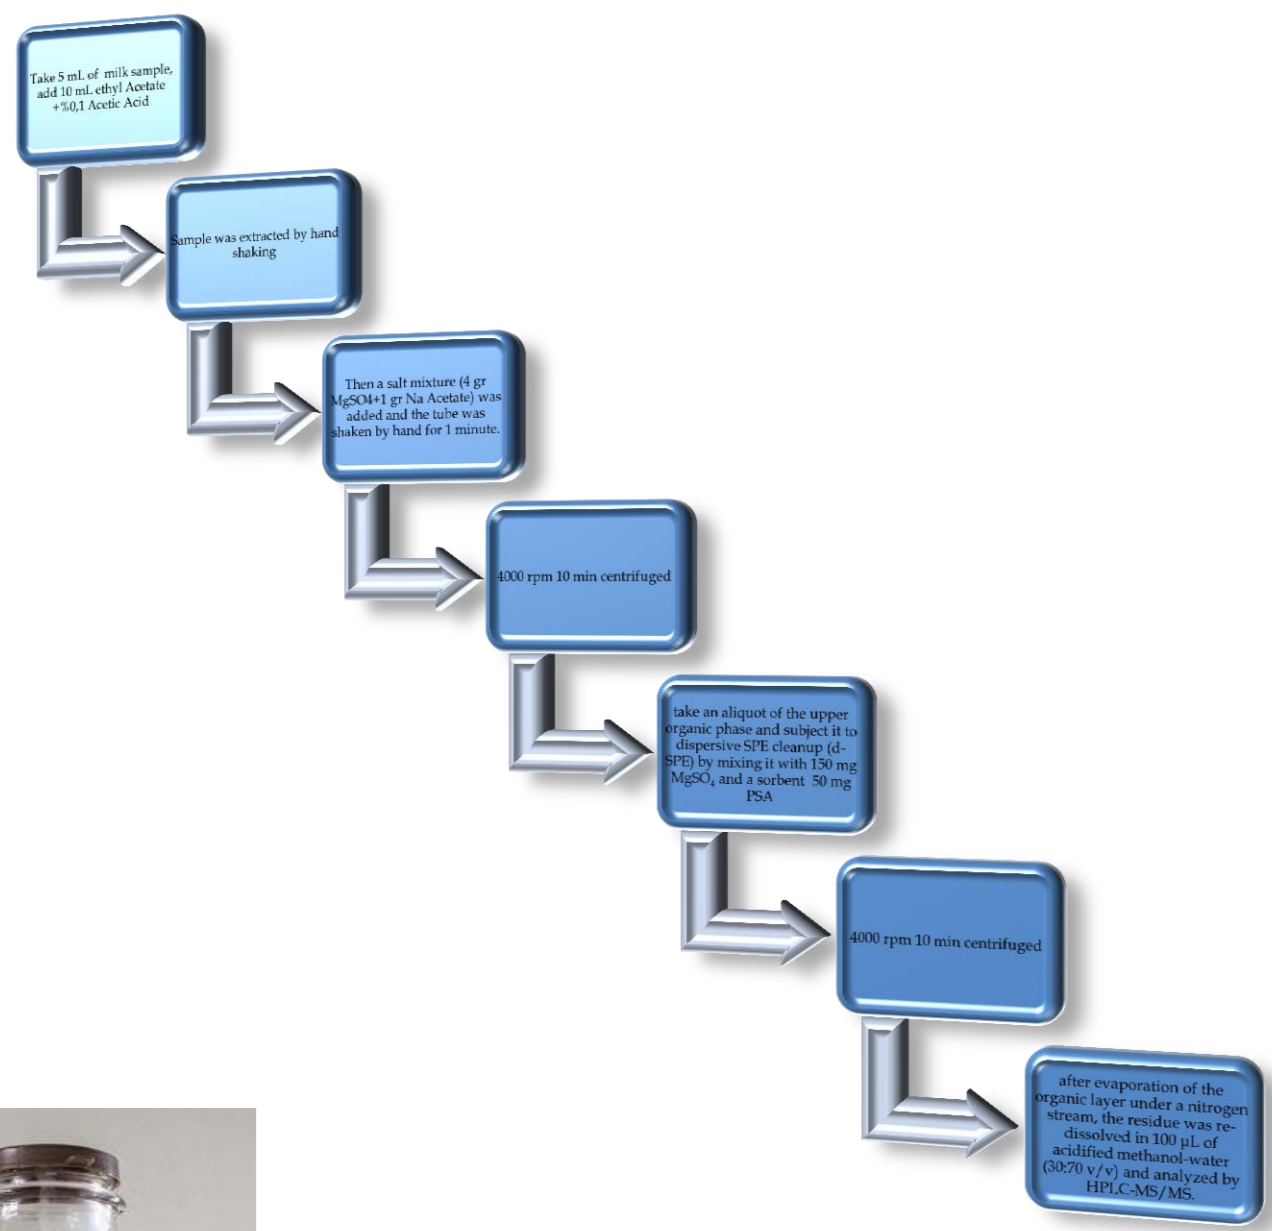 Take 5 mL of milk sample,
add 10 mL ethyl Acetate
+%0,1 Acetic Acid
Sample was extracted by hand
shaking
Then a salt mixture (4 gr
MgSO4+1 gr Na Acetate) was
added and the tube was
shaken by hand for 1 minute.
4000 rpm 10 min centrifuged
take an aliquot of the upper
organic phase and subject it to
dispersive SPE cleanup (d-
SPE) by mixing it with 150 mg
MgSO₄ and a sorbent 50 mg
PSA
4000 rpm 10 min centrifuged
after evaporation of the
organic layer under a nitrogen
stream, the residue was re-
dissolved in 100 µL of
acidified methanol-water
(30:70 v/v) and analyzed by
HPLC-MS/MS.